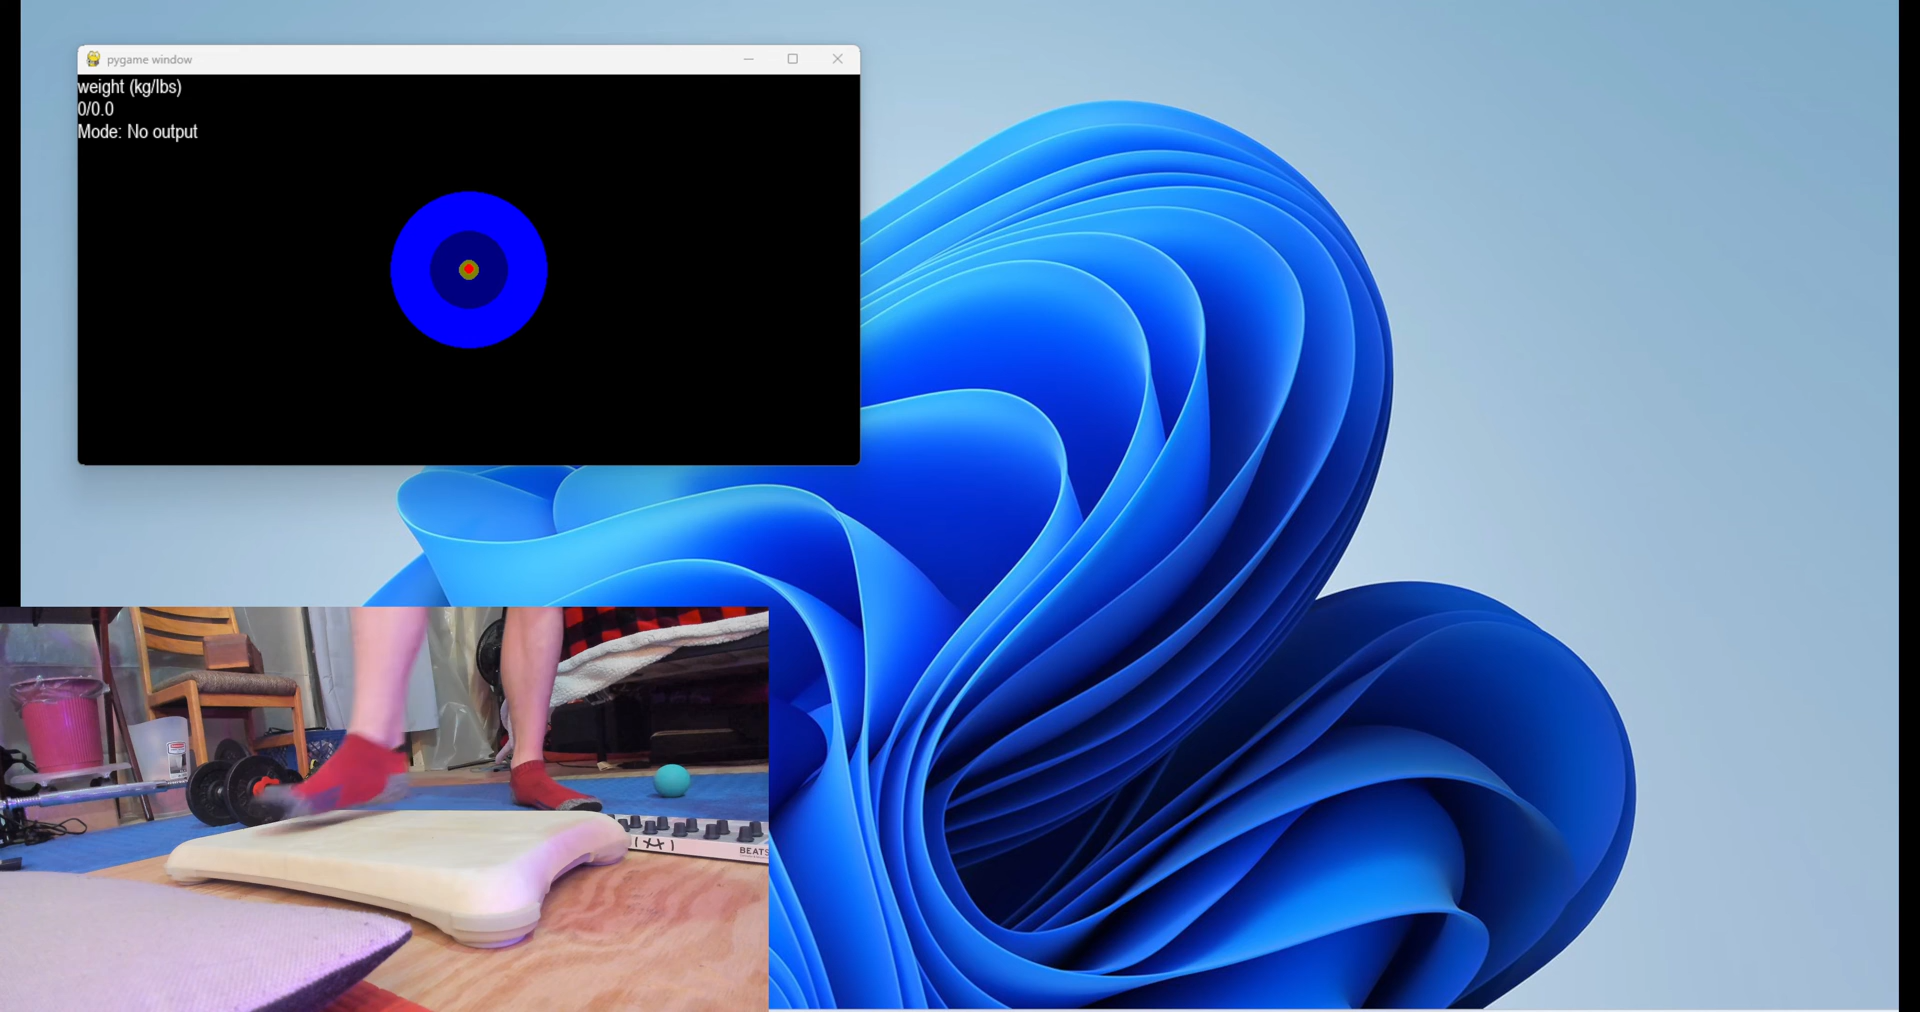 pygame window
weight (kg/lbs)
0/0.0
Mode: No output
BEATS